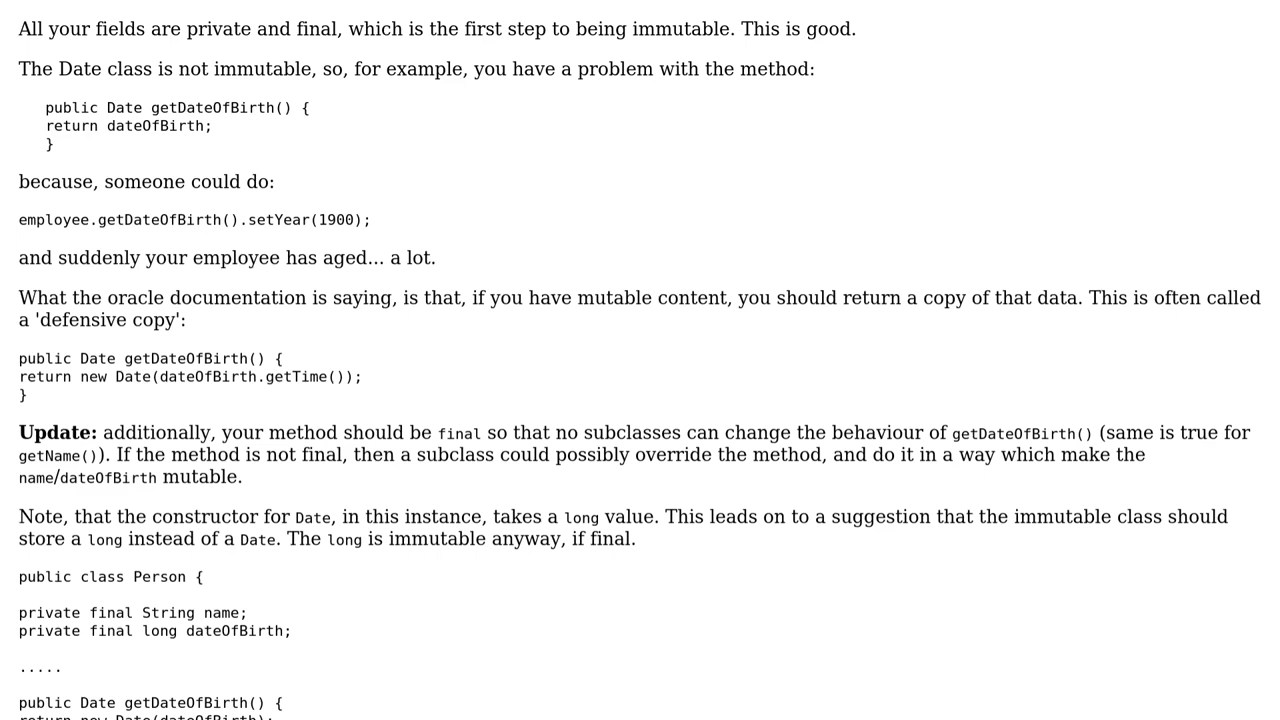 All your fields are private and final, which is the first step to being immutable. This is good.
The Date class is not immutable, so, for example, you have a problem with the method:
public Date getDateOfBirth() {
return dateOfBirth;
}
because, someone could do:
employee.getDateOfBirth().setYear(1900);
and suddenly your employee has aged... a lot.
What the oracle documentation is saying, is that, if you have mutable content, you should return a copy of that data. This is often called
a 'defensive copy':
public Date getDateOfBirth() {
return new Date(dateOfBirth.getTime());
}
Update: additionally, your method should be final so that no subclasses can change the behaviour of getDateOfBirth() (same is true for
getName()). If the method is not final, then a subclass could possibly override the method, and do it in a way which make the
name/dateOfBirth mutable.
Note, that the constructor for Date, in this instance, takes a long value. This leads on to a suggestion that the immutable class should
store a long instead of a Date. The long is immutable anyway, if final.
public class Person {
private final String name;
private final long dateOfBirth;
.....
public Date getDateOfBirth() {
return new Date(dateOfBirth);